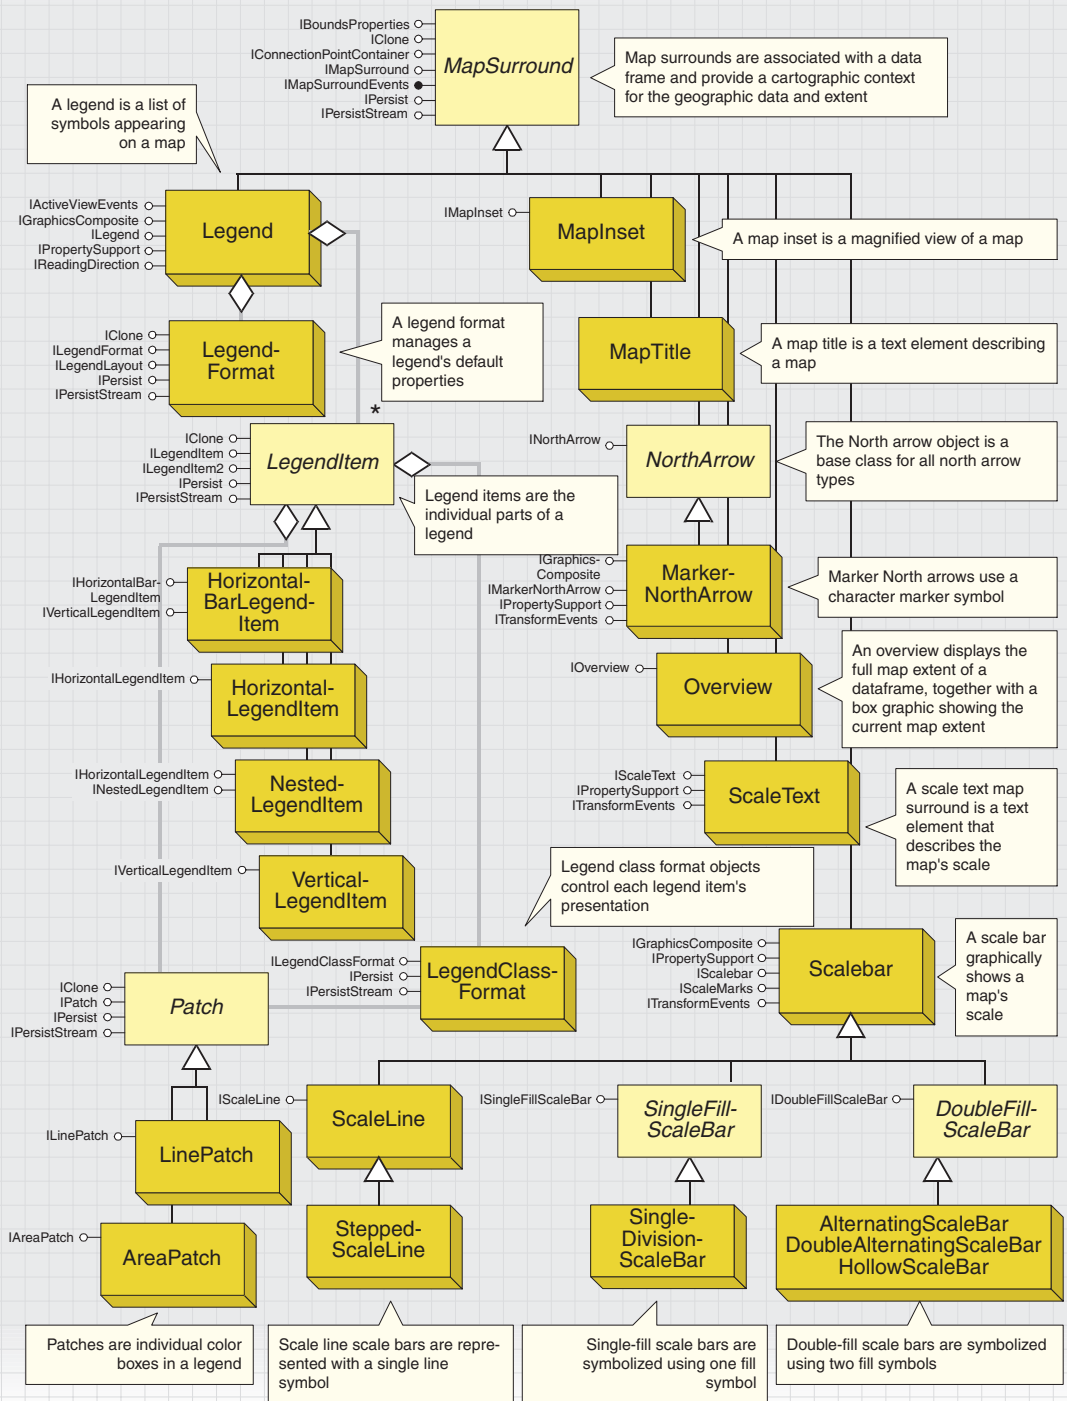 IBoundsProperties
IClone
IConnectionPointContainer
IMapSurround
IMapSurroundEvents
IPersist
IPersistStream
MapSurround
Map surrounds are associated with a data
frame and provide a cartographic context
for the geographic data and extent
A legend is a list of
symbols appearing
on a map
IActiveViewEvents
IGraphicsComposite
ILegend
IPropertySupport
IReadingDirection
Legend
IMapInset
MapInset
A map inset is a magnified view of a map
IClone
ILegendFormat
ILegendLayout
IPersist
IPersistStream
Legend-
Format
A legend format
manages a
legend's default
properties
MapTitle
A map title is a text element describing
a map
*
IClone
ILegendItem
ILegendItem2
IPersist
IPersistStream
LegendItem
Legend items are the
individual parts of a
legend
INorthArrow
NorthArrow
The North arrow object is a
base class for all north arrow
types
IGraphics-
Composite
IMarkerNorthArrow
IPropertySupport
ITransformEvents
Marker-
NorthArrow
Marker North arrows use a
character marker symbol
IHorizontalBar-
LegendItem
IVerticalLegendItem
Horizontal-
BarLegend-
Item
IOverview
Overview
An overview displays the
full map extent of a
dataframe, together with a
box graphic showing the
current map extent
IHorizontalLegendItem
Horizontal-
LegendItem
IHorizontalLegendItem
INestedLegendItem
Nested-
LegendItem
IScaleText
IPropertySupport
ITransformEvents
ScaleText
A scale text map
surround is a text
element that
describes the
map's scale
IVerticalLegendItem
Vertical-
LegendItem
Legend class format objects
control each legend item's
presentation
ILegendClassFormat
IPersist
IPersistStream
LegendClass-
Format
IGraphicsComposite
IPropertySupport
IScalebar
IScaleMarks
ITransformEvents
Scalebar
A scale bar
graphically
shows a
map's
scale
IClone
IPatch
IPersist
IPersistStream
Patch
IScaleLine
ScaleLine
ISingleFillScaleBar
SingleFill-
ScaleBar
IDoubleFillScaleBar
DoubleFill-
ScaleBar
ILinePatch
LinePatch
IAreaPatch
AreaPatch
Stepped-
ScaleLine
Single-
Division-
ScaleBar
AlternatingScaleBar
DoubleAlternatingScaleBar
HollowScaleBar
Patches are individual color
boxes in a legend
Scale line scale bars are repre-
sented with a single line
symbol
Single-fill scale bars are
symbolized using one fill
symbol
Double-fill scale bars are symbolized
using two fill symbols